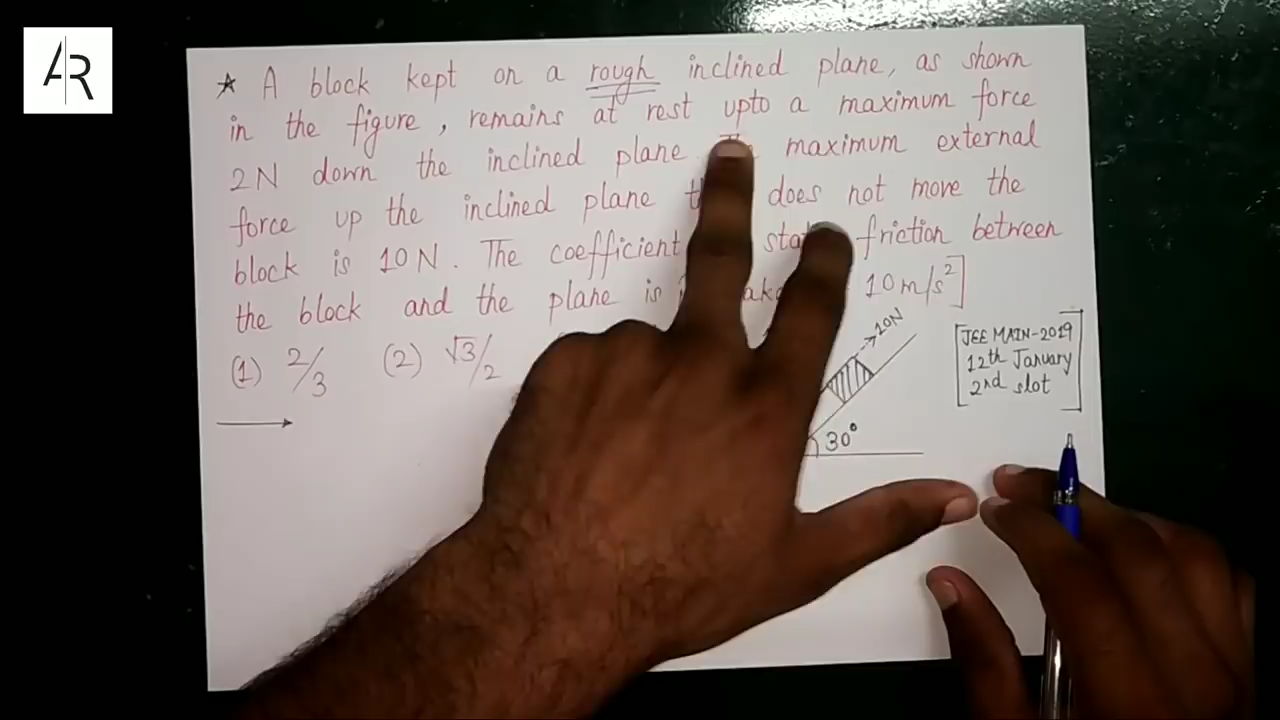 AR
★ A block kept on a rough inclined plane, as shown
in the figure, remains at rest upto a maximum force
2N down the inclined plane maximum external
force up the inclined plane does not move the
block is 10N. The coefficient friction between
the block and the plane is 10m/s²]
(1) 2/3 (2) √3/2
→10N
30°
[JEE MAIN-2019
12th January
2nd slot]